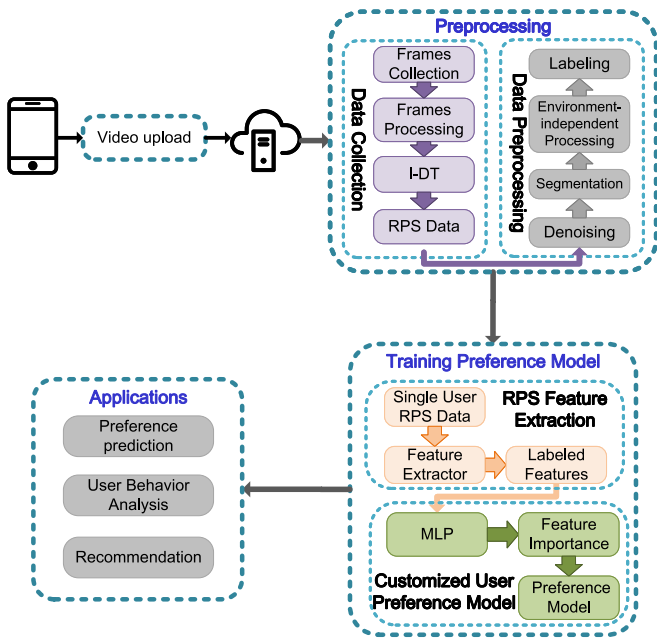 Preprocessing
Video upload
Data Collection
Frames
Collection
Frames
Processing
I-DT
RPS Data
Data Preprocessing
Labeling
Environment-
independent
Processing
Segmentation
Denoising
Training Preference Model
RPS Feature
Extraction
Single User
RPS Data
Feature
Extractor
Labeled
Features
MLP
Feature
Importance
Customized User
Preference Model
Preference
Model
Applications
Preference
prediction
User Behavior
Analysis
Recommendation